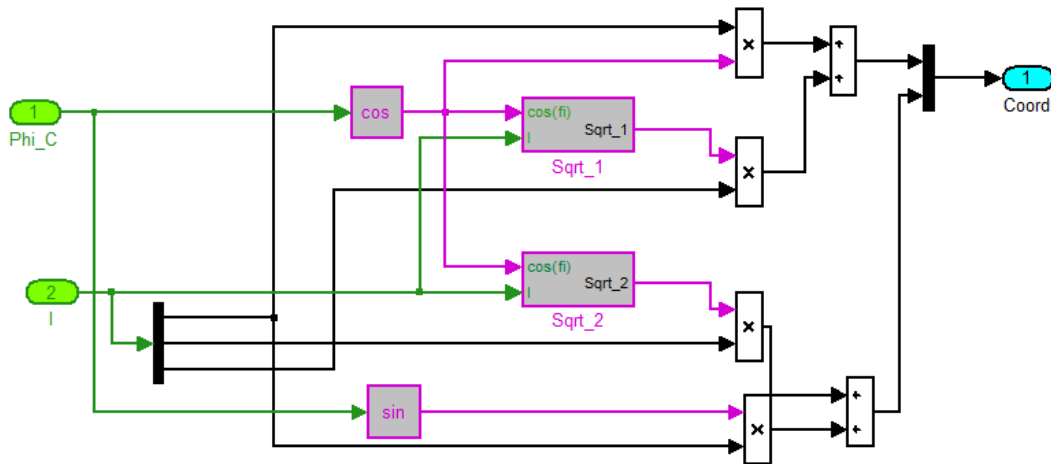 ×
+
+
1
Coord
1
Phi_C
cos
cos(fi)
I
Sqrt_1
Sqrt_1
×
2
I
cos(fi)
I
Sqrt_2
Sqrt_2
×
sin
×
+
+